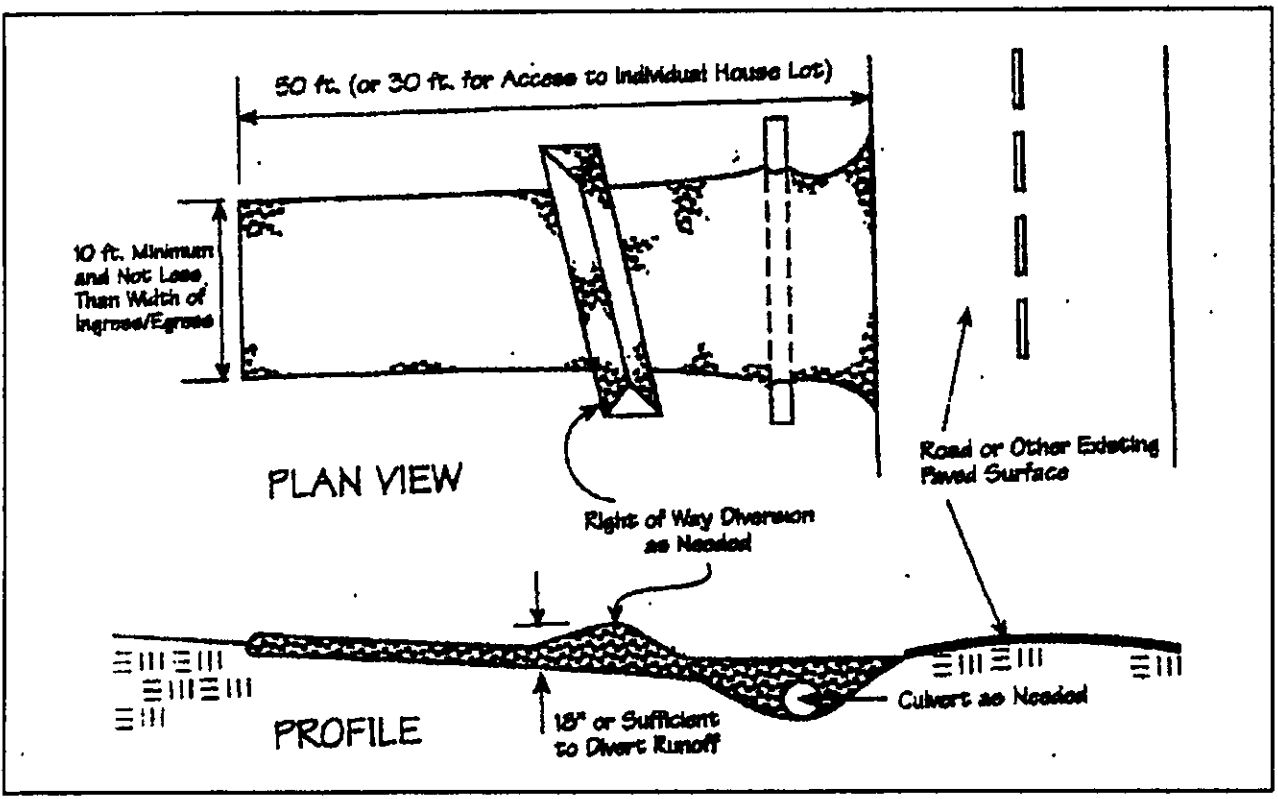 50 ft. (or 30 ft. for Access to Individual House Lot)
10 ft. Minimum
and Not Less
Than Width of
Ingress/Egress
Road or Other Existing
Paved Surface
PLAN VIEW
Right of Way Diversion
as Needed
Culvert as Needed
18" or Sufficient
to Divert Runoff
PROFILE